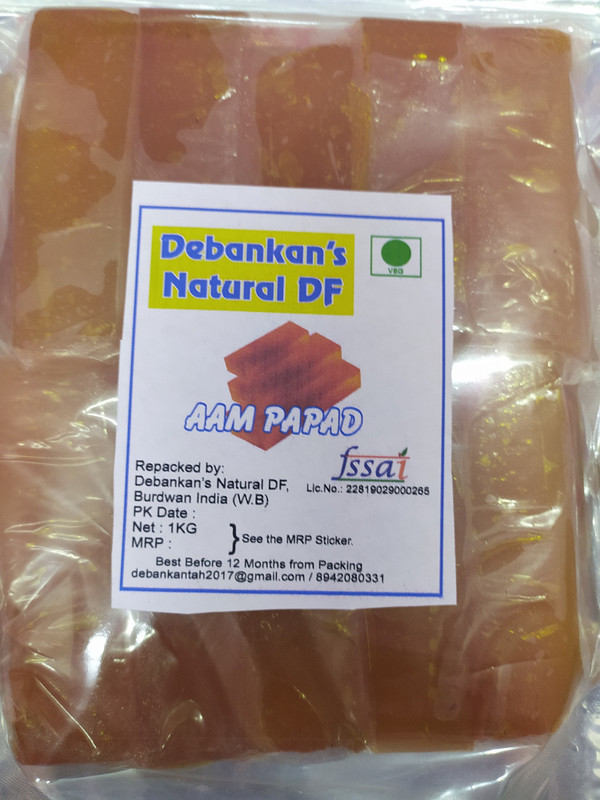 Debankan's
Natural DF
VEG
AAM PAPAD
fssai
Lic.No.: 22819029000265
Repacked by:
Debankan's Natural DF,
Burdwan India (W.B)
PK Date :
Net : 1KG
MRP :
} See the MRP Sticker.
Best Before 12 Months from Packing
debankantah2017@gmail.com / 8942080331